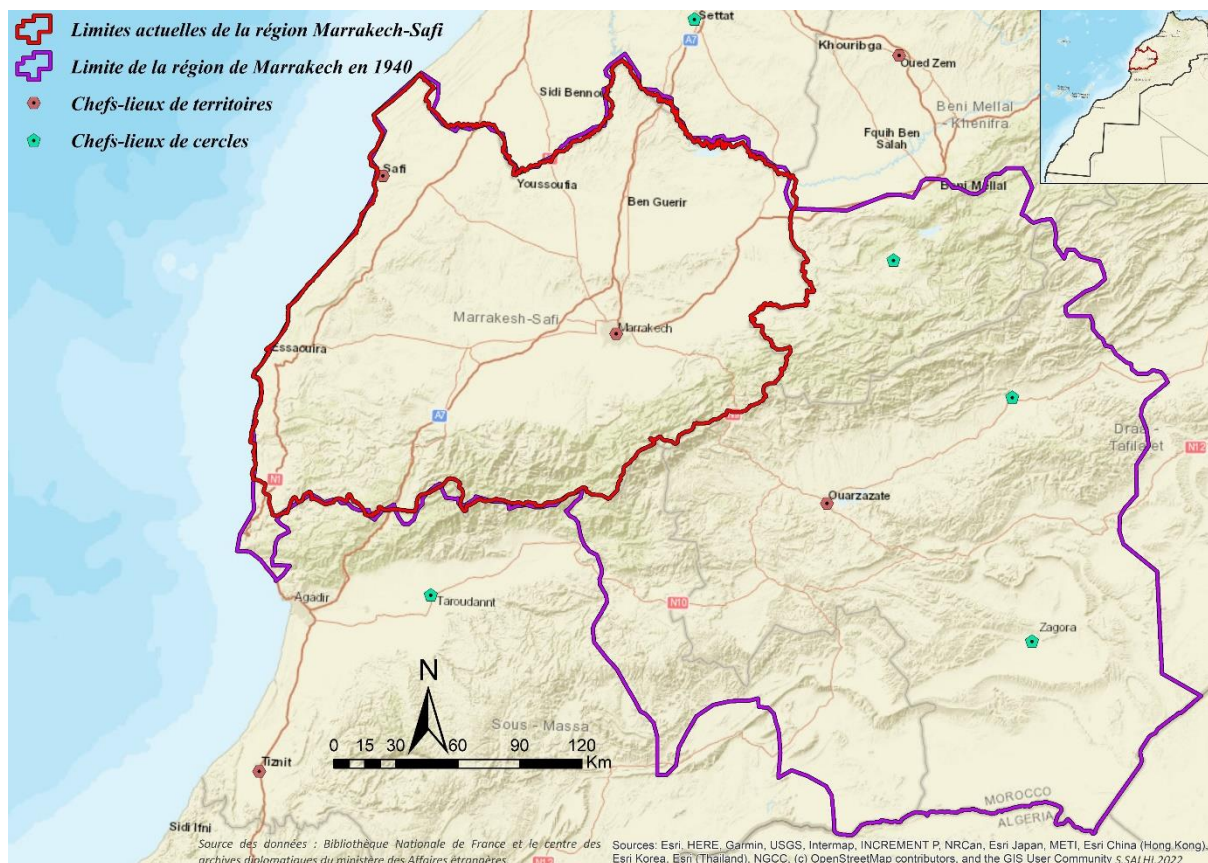 Limites actuelles de la région Marrakech-Safi
Limite de la région de Marrakech en 1940
Chefs-lieux de territoires
Chefs-lieux de cercles
Settat
A7
Khouribga
Oued Zem
Sidi Bennou
Beni Mellal
- Khenifra
Fquih Ben
Salah
Safi
Youssoufia
Beni Mellal
Ben Guerir
Marrakesh-Safi
Marrakech
Essaouira
A7
Draa -
Tafilelet
N12
N1
Ouarzazate
Agadir
Taroudannt
N10
Zagora
N
Sous - Massa
0 15 30 60 90 120
Km
Tiznit
MOROCCO
ALGERIA
Sidi Ifni
Source des données : Bibliothèque Nationale de France et le centre des
archives diplomatiques du ministère des Affaires étrangères
Sources: Esri, HERE, Garmin, USGS, Intermap, INCREMENT P, NRCan, Esri Japan, METI, Esri China (Hong Kong),
Esri Korea, Esri (Thailand), NGCC, (c) OpenStreetMap contributors, and the GIS User Community S.SALHI 2022